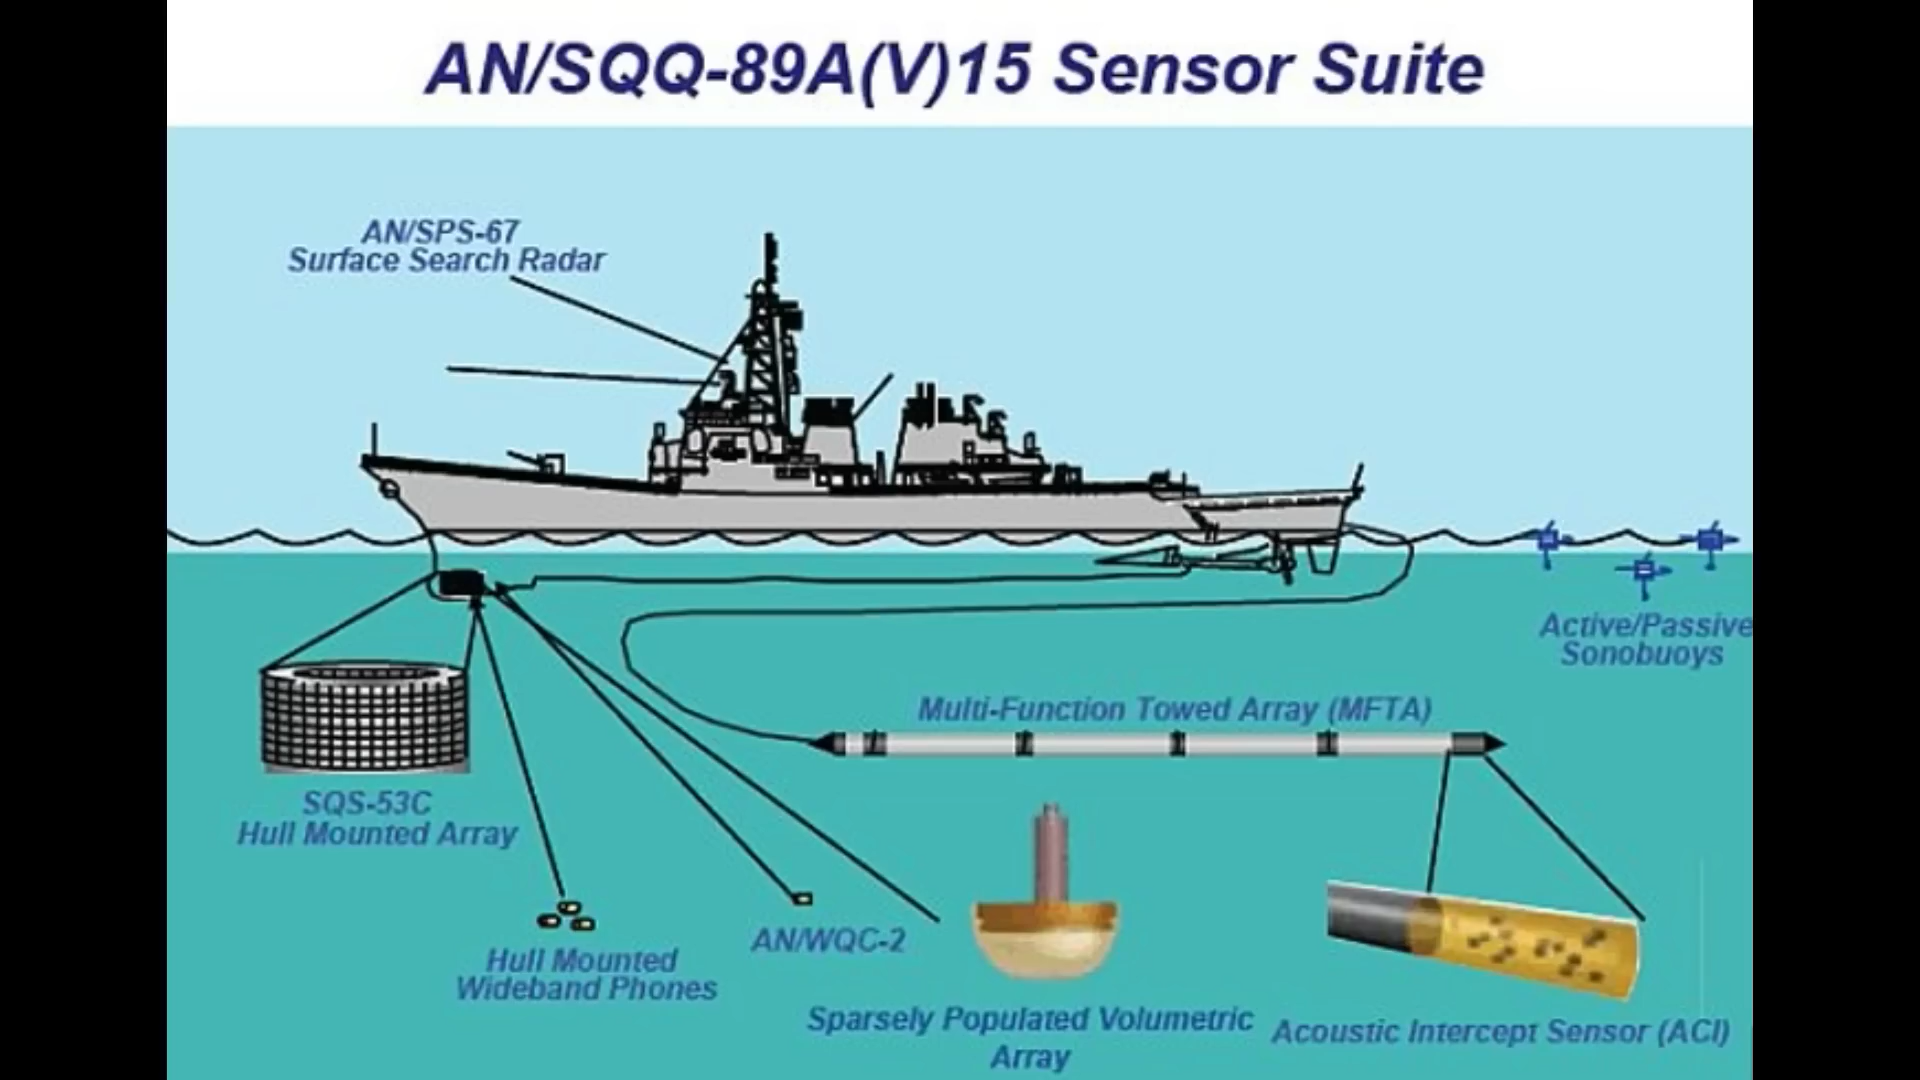 AN/SQQ-89A(V)15 Sensor Suite
AN/SPS-67
Surface Search Radar
Active/Passive
Sonobuoys
Multi-Function Towed Array (MFTA)
SQS-53C
Hull Mounted Array
Hull Mounted
Wideband Phones
AN/WQC-2
Sparsely Populated Volumetric
Array
Acoustic Intercept Sensor (ACI)